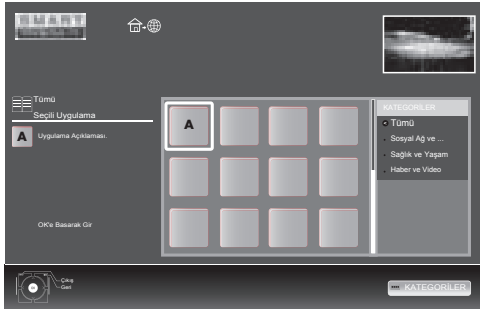 SMART
Tümü
Seçili Uygulama
A
Uygulama Açıklaması.
OK'e Basarak Gir
A
KATEGORİLER
Tümü
Sosyal Ağ ve ...
Sağlık ve Yaşam
Haber ve Video
Çıkış
Geri
KATEGORİLER